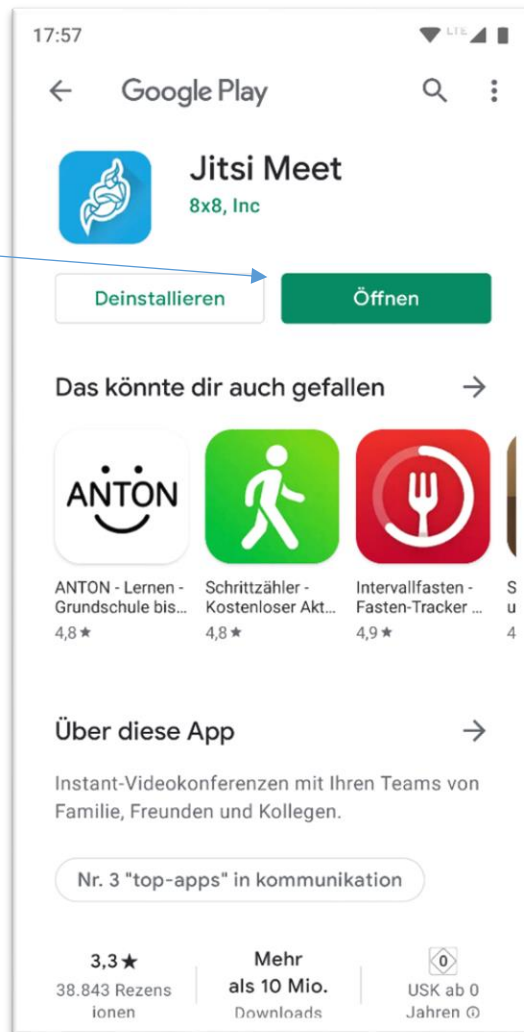 17:57 LTE
Google Play
Jitsi Meet
8x8, Inc
Deinstallieren Öffnen
Das könnte dir auch gefallen
ANTON
ANTON - Lernen - Schrittzähler - Intervallfasten - S
Grundschule bis... Kostenloser Akt... Fasten-Tracker ... u
4,8 ★ 4,8 ★ 4,9 ★ 4
Über diese App
Instant-Videokonferenzen mit Ihren Teams von
Familie, Freunden und Kollegen.
Nr. 3 "top-apps" in kommunikation
3,3 ★ Mehr 0
38.843 Rezens als 10 Mio. USK ab 0
ionen Downloads Jahren